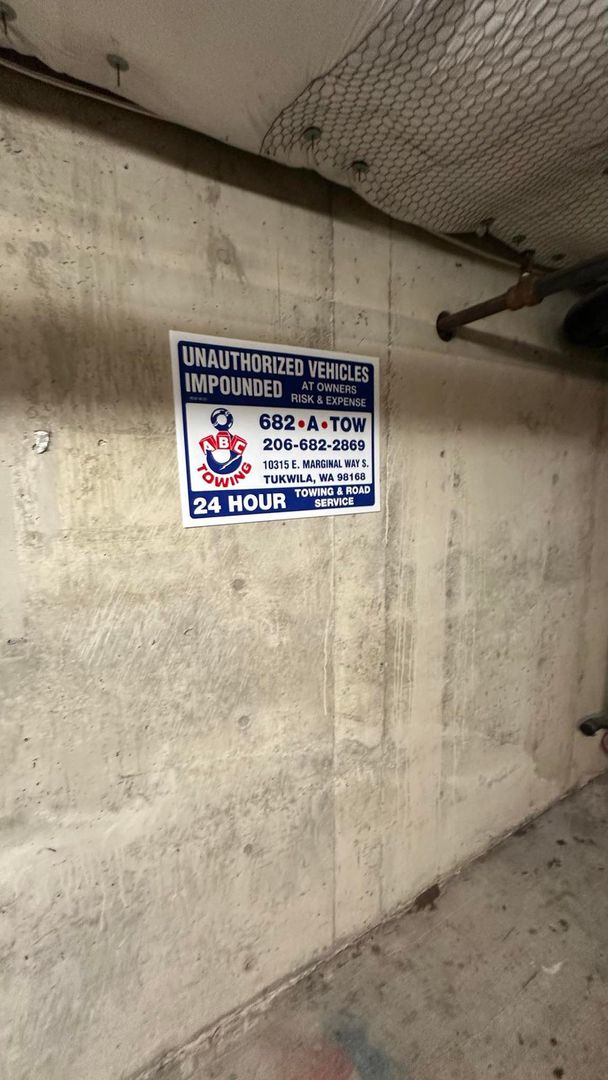 UNAUTHORIZED VEHICLES
IMPOUNDED AT OWNERS
RISK & EXPENSE
682•A•TOW
206-682-2869
ABC
TOWING
10315 E. MARGINAL WAY S.
TUKWILA, WA 98168
24 HOUR TOWING & ROAD
SERVICE